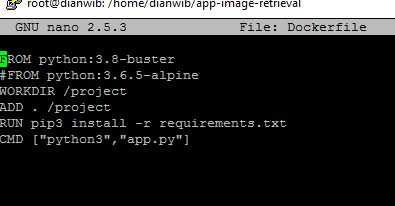 root@dianwib: /home/dianwib/app-image-retrieval
GNU nano 2.5.3 File: Dockerfile
FROM python:3.8-buster
#FROM python:3.6.5-alpine
WORKDIR /project
ADD . /project
RUN pip3 install -r requirements.txt
CMD ["python3","app.py"]